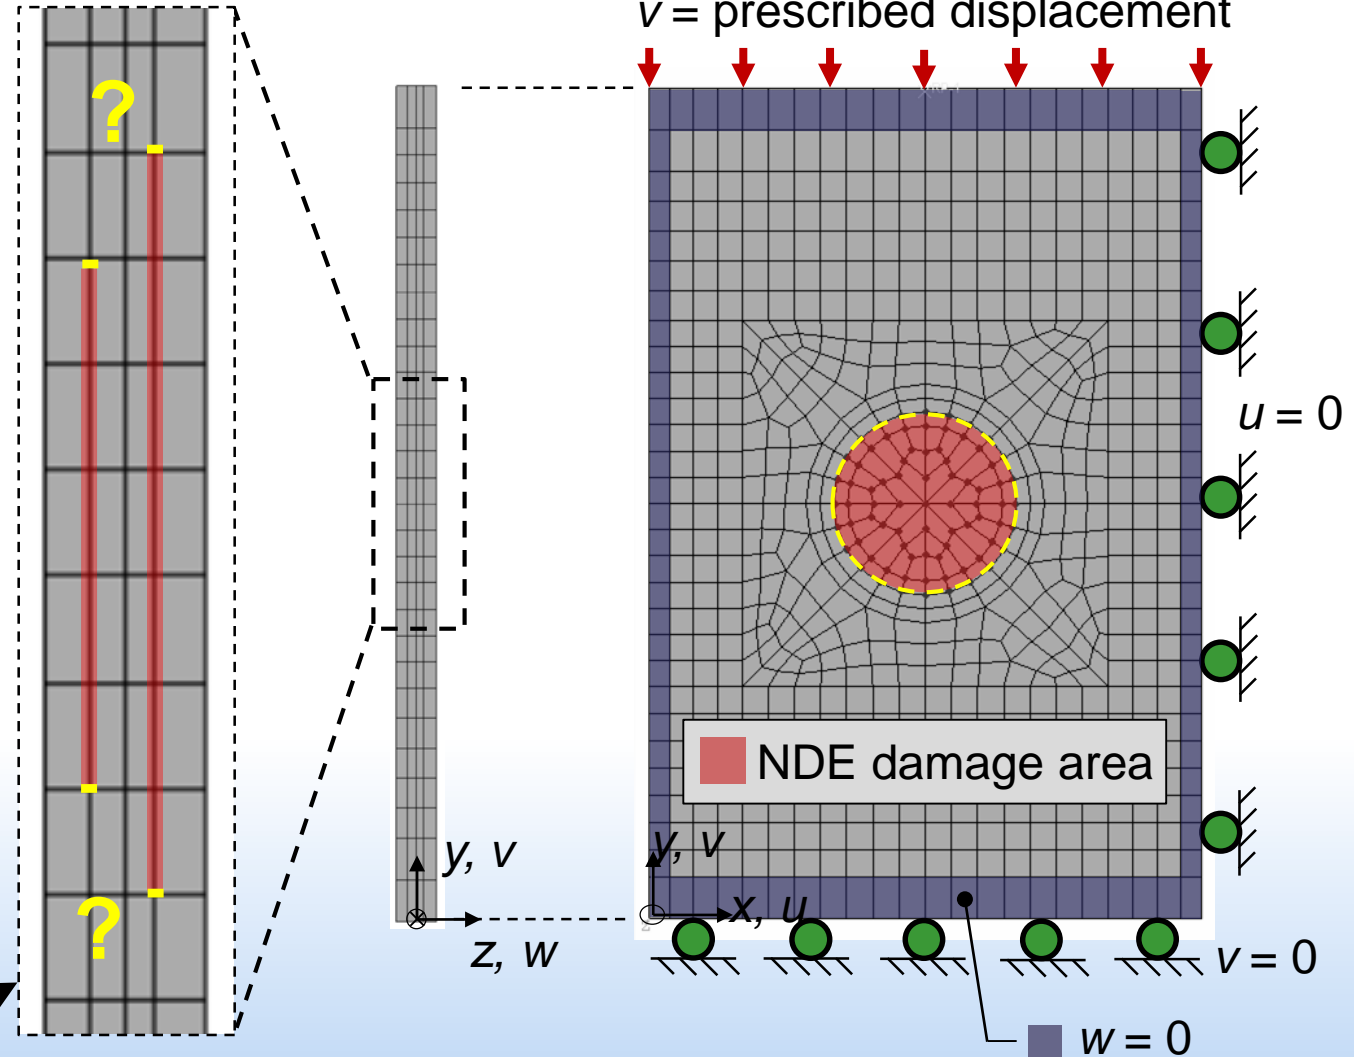 v = prescribed displacement
?
u = 0
NDE damage area
y, v
y, v
x, u
z, w
?
v = 0
w = 0